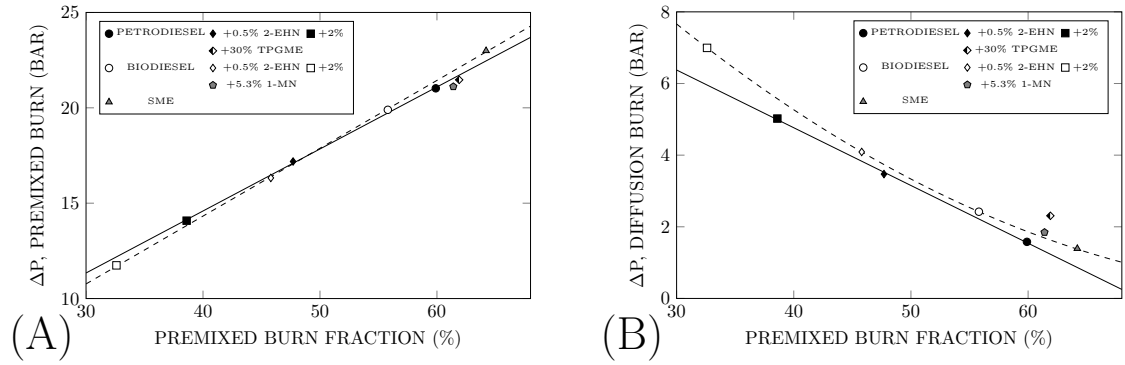 25
20
15
10
30 40 50 60
ΔP, PREMIXED BURN (BAR)
PREMIXED BURN FRACTION (%)
PETRODIESEL +0.5% 2-EHN +2%
+30% TPGME
BIODIESEL +0.5% 2-EHN +2%
+5.3% 1-MN
SME
(A)
8
6
4
2
0
30 40 50 60
ΔP, DIFFUSION BURN (BAR)
PREMIXED BURN FRACTION (%)
PETRODIESEL +0.5% 2-EHN +2%
+30% TPGME
BIODIESEL +0.5% 2-EHN +2%
+5.3% 1-MN
SME
(B)